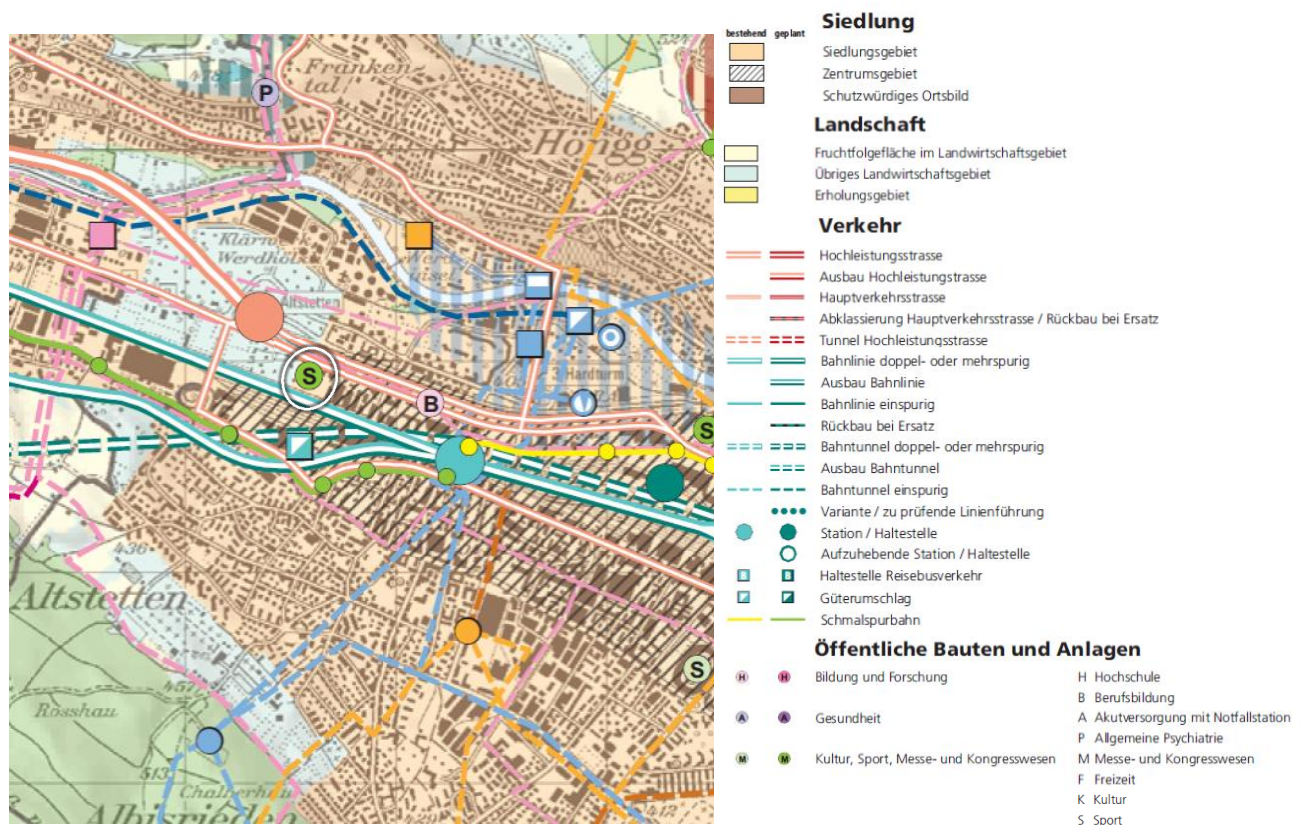 Siedlung
bestehend geplant
Siedlungsgebiet
Zentrumsgebiet
Schutzwürdiges Ortsbild
Landschaft
Fruchtfolgefläche im Landwirtschaftsgebiet
Übriges Landwirtschaftsgebiet
Erholungsgebiet
Verkehr
Hochleistungsstrasse
Ausbau Hochleistungstrasse
Hauptverkehrsstrasse
Abklassierung Hauptverkehrsstrasse / Rückbau bei Ersatz
Tunnel Hochleistungsstrasse
Bahnlinie doppel- oder mehrspurig
Ausbau Bahnlinie
Bahnlinie einspurig
Rückbau bei Ersatz
Bahntunnel doppel- oder mehrspurig
Ausbau Bahntunnel
Bahntunnel einspurig
Variante / zu prüfende Linienführung
Station / Haltestelle
Aufzuhebende Station / Haltestelle
Haltestelle Reisebusverkehr
Güterumschlag
Schmalspurbahn
Öffentliche Bauten und Anlagen
H H Bildung und Forschung H Hochschule
B Berufsbildung
A A Gesundheit A Akutversorgung mit Notfallstation
P Allgemeine Psychiatrie
M M Kultur, Sport, Messe- und Kongresswesen M Messe- und Kongresswesen
F Freizeit
K Kultur
S Sport
Franken-
tal
P
Höngg
Altstetten
S
B
Hardturm
S
436
Altstetten
S
457
Rosshau
513
Chalberhau
Albisrieden